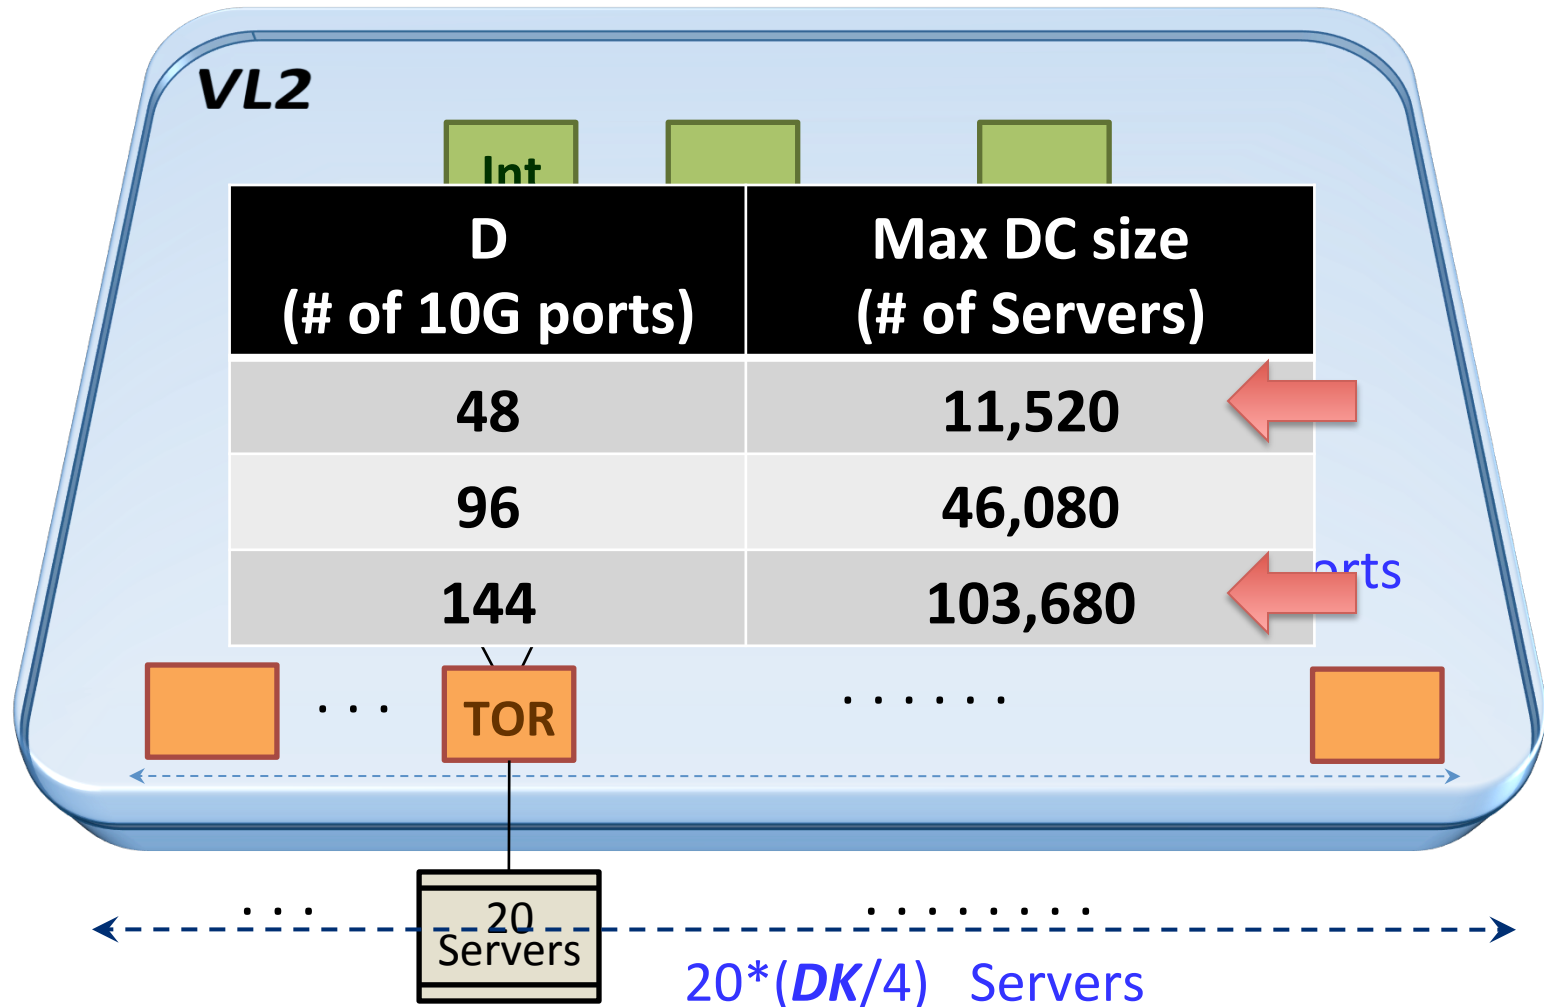 VL2
Int
D
(# of 10G ports)
Max DC size
(# of Servers)
48
11,520
96
46,080
144
103,680
TOR
. . .
. . . . . .
20
Servers
. . .
. . . . . . . .
20*(DK/4) Servers